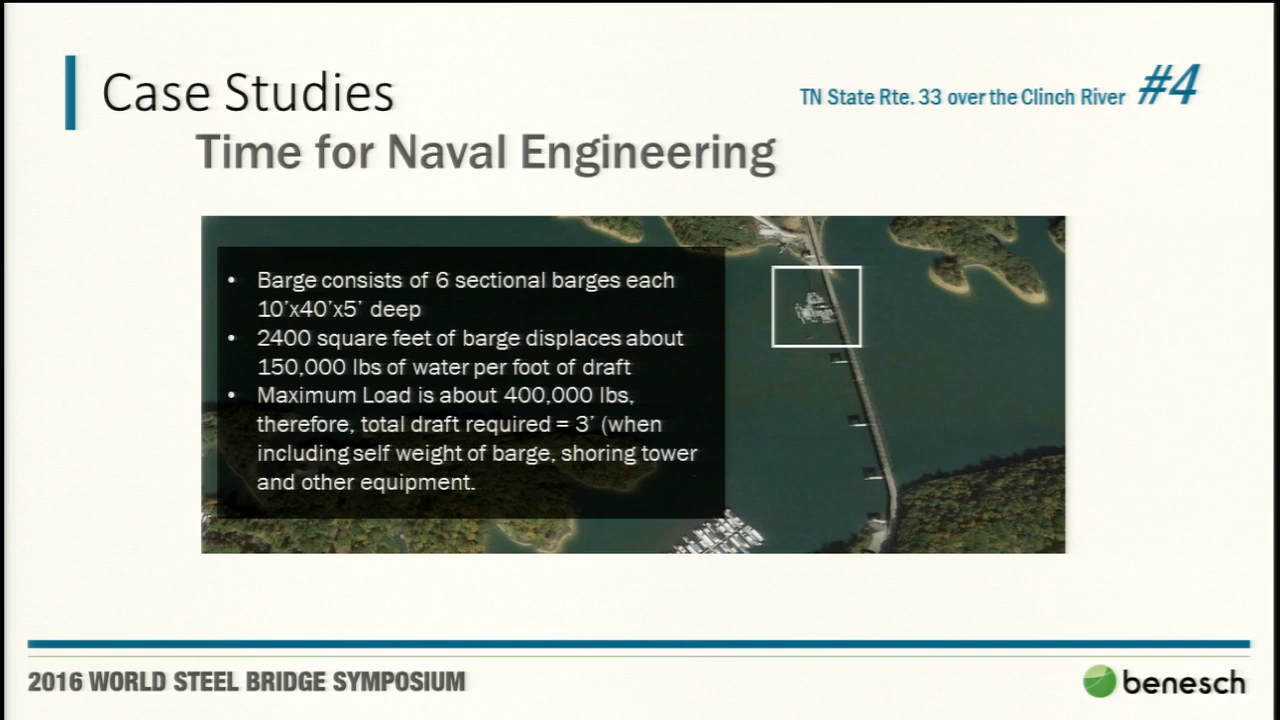 Case Studies
TN State Rte. 33 over the Clinch River #4
Time for Naval Engineering
• Barge consists of 6 sectional barges each
10’x40’x5’ deep
• 2400 square feet of barge displaces about
150,000 lbs of water per foot of draft
• Maximum Load is about 400,000 lbs,
therefore, total draft required = 3’ (when
including self weight of barge, shoring tower
and other equipment.
2016 WORLD STEEL BRIDGE SYMPOSIUM
benesch